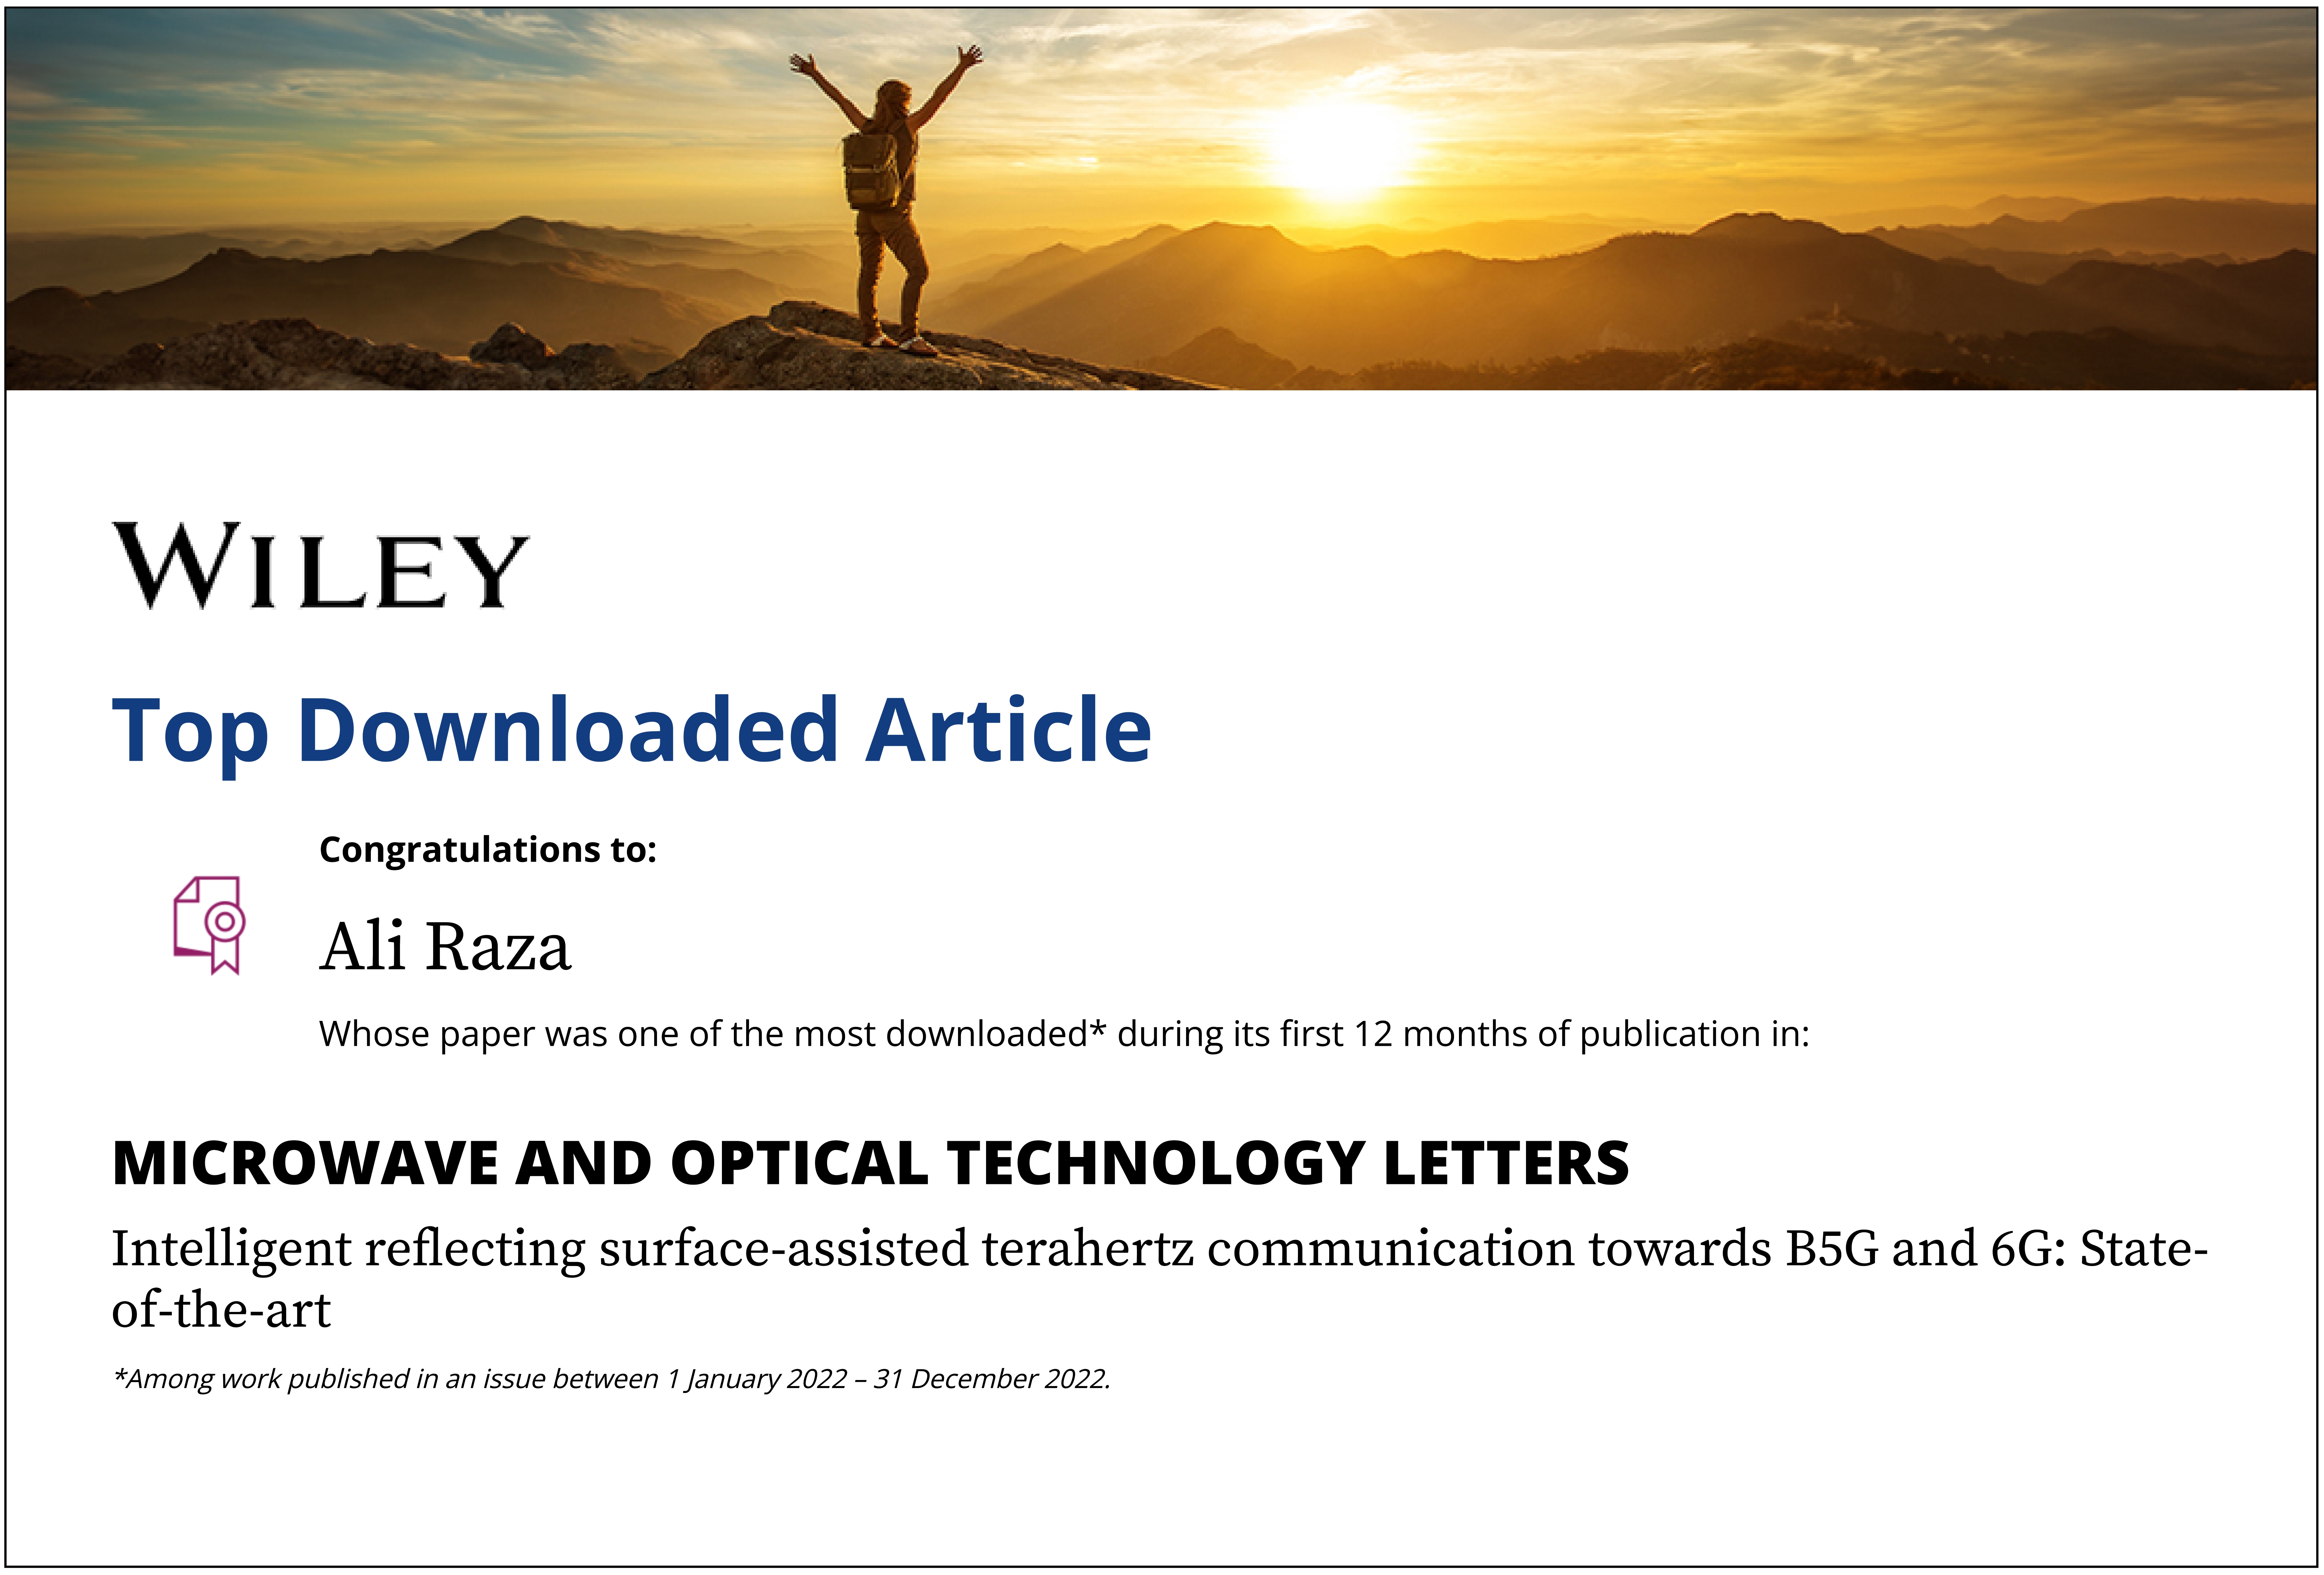 WILEY
Top Downloaded Article
Congratulations to:
Ali Raza
Whose paper was one of the most downloaded* during its first 12 months of publication in:
MICROWAVE AND OPTICAL TECHNOLOGY LETTERS
Intelligent reflecting surface-assisted terahertz communication towards B5G and 6G: State-
of-the-art
*Among work published in an issue between 1 January 2022 – 31 December 2022.